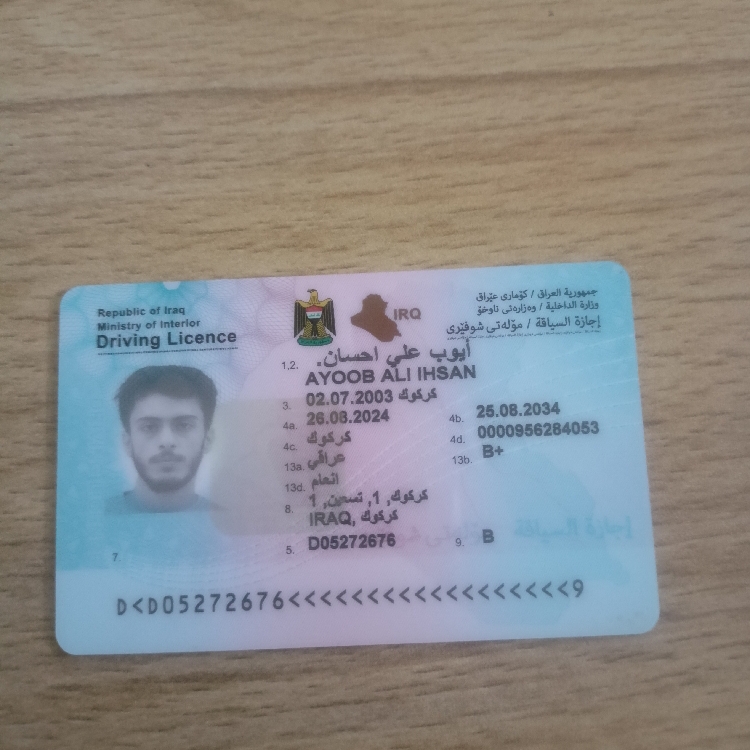 Republic of Iraq
Ministry of Interior
Driving Licence
IRQ
جمهورية العراق / كۆماری عێراق
وزارة الداخلية / وەزارەتی ناوخۆ
إجازة السياقة / مۆڵەتی شوفێری
1,2. أيوب علي احسان.
AYOOB ALI IHSAN
3. 02.07.2003 كركوك
4a. 26.08.2024 4b. 25.08.2034
4c. كركوك 4d. 0000956284053
13a. عراقي 13b. B+
13d. انعام
8. كركوك, 1, تسعين, 1
IRAQ, كركوك
5. D05272676 9. B
7.
D<D05272676<<<<<<<<<<<<<<<<<<9